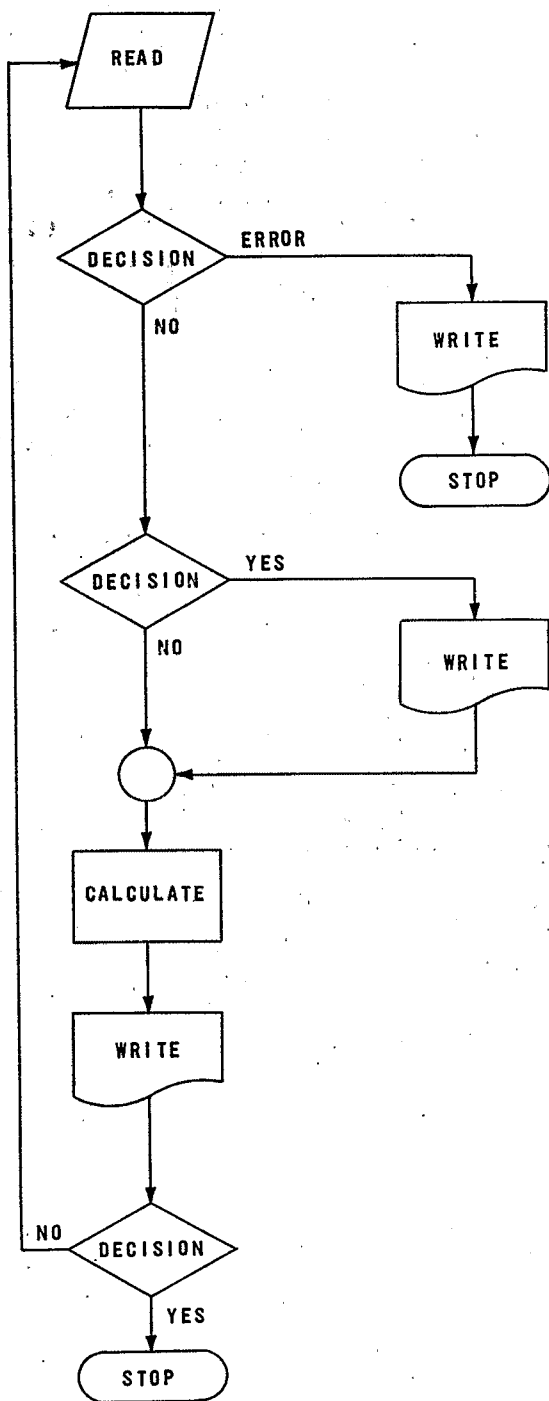 READ
DECISION
ERROR
NO
WRITE
STOP
DECISION
YES
NO
WRITE
CALCULATE
WRITE
NO
DECISION
YES
STOP